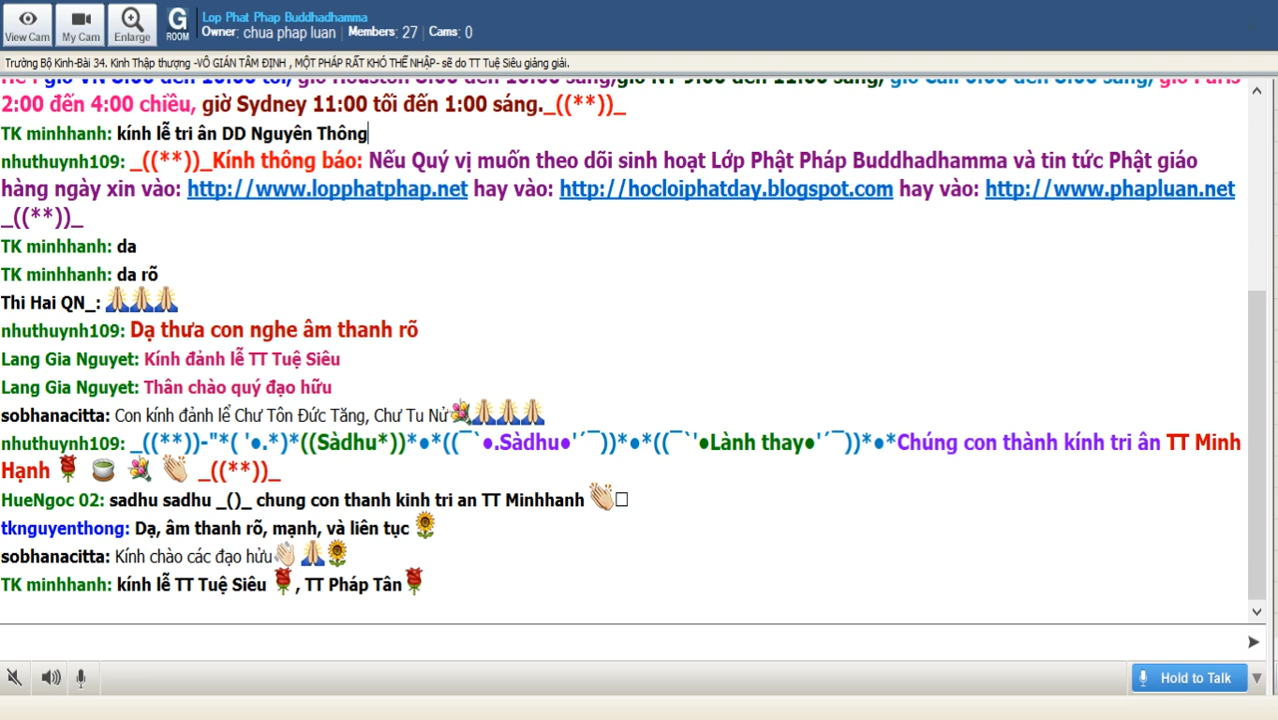 Lop Phat Phap Buddhadhamma
View Cam My Cam Enlarge G ROOM Owner: chua phap luan | Members: 27 | Cams: 0
Trường Bộ Kinh-Bài 34. Kinh Thập thượng -VÔ GIÁN TÂM ĐỊNH , MỘT PHÁP RẤT KHÓ THỂ NHẬP- sẽ do TT Tuệ Siêu giảng giải.
2:00 đến 4:00 chiều, giờ Sydney 11:00 tối đến 1:00 sáng._((**))_
TK minhhanh: kính lễ tri ân DD Nguyên Thông
nhuthuynh109: _((**))_Kính thông báo: Nếu Quý vị muốn theo dõi sinh hoạt Lớp Phật Pháp Buddhadhamma và tin tức Phật giáo
hàng ngày xin vào: http://www.lopphatphap.net hay vào: http://hocloiphatday.blogspot.com hay vào: http://www.phapluan.net
_((**))_
TK minhhanh: da
TK minhhanh: da rõ
Thi Hai QN_: 🙏🙏🙏
nhuthuynh109: Dạ thưa con nghe âm thanh rõ
Lang Gia Nguyet: Kính đảnh lễ TT Tuệ Siêu
Lang Gia Nguyet: Thân chào quý đạo hữu
sobhanacitta: Con kính đảnh lể Chư Tôn Đức Tăng, Chư Tu Nử💐🙏🙏🙏
nhuthuynh109: _((**))-"*( '●.*)*((Sàdhu*))*●*((¯`●.Sàdhu●'´¯))*●*((¯`'●Lành thay●'´¯))*●*Chúng con thành kính tri ân TT Minh
Hạnh 🌹 🍵 💐 👏 _((**))_
HueNgoc 02: sadhu sadhu _()_ chung con thanh kinh tri an TT Minhhanh 👏□
tknguyenthong: Dạ, âm thanh rõ, mạnh, và liên tục 🌻
sobhanacitta: Kính chào các đạo hửu👏🙏🌻
TK minhhanh: kính lễ TT Tuệ Siêu 🌹, TT Pháp Tân🌹
Hold to Talk